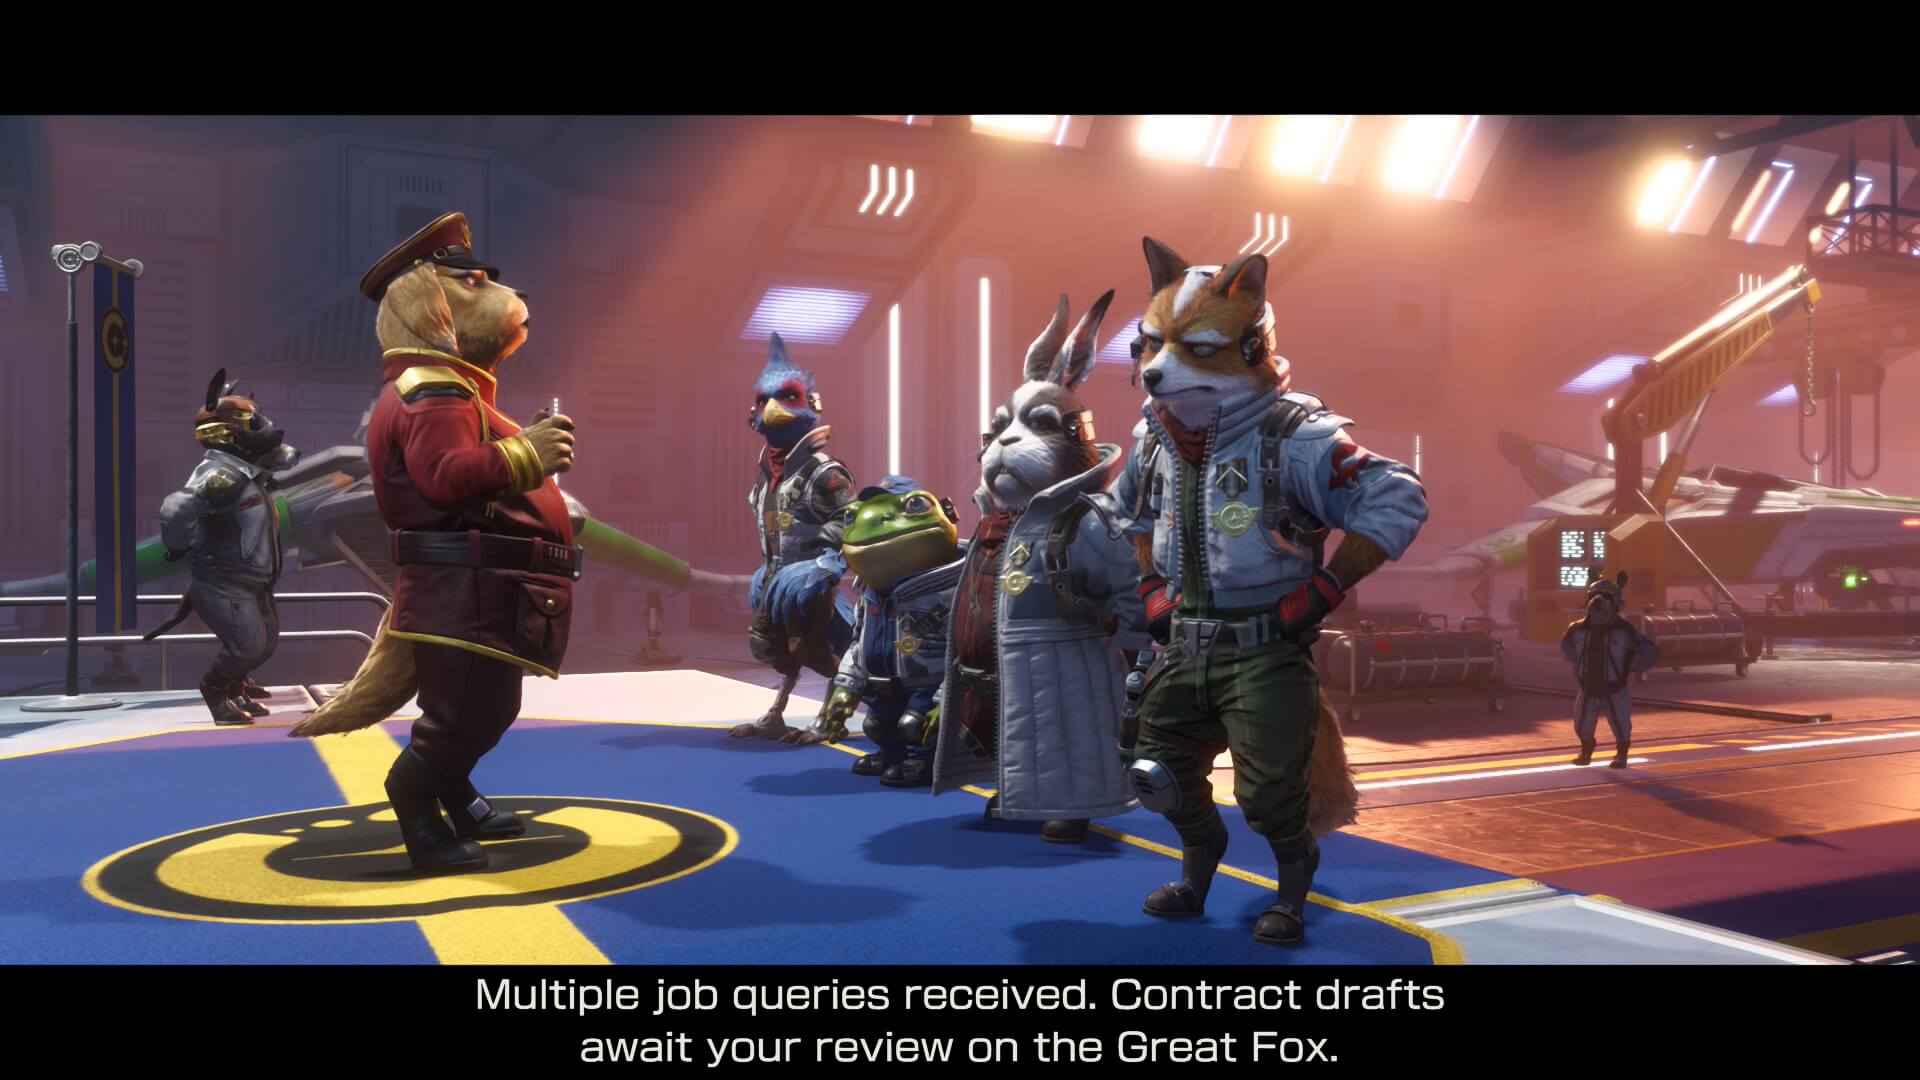 Multiple job queries received. Contract drafts
await your review on the Great Fox.